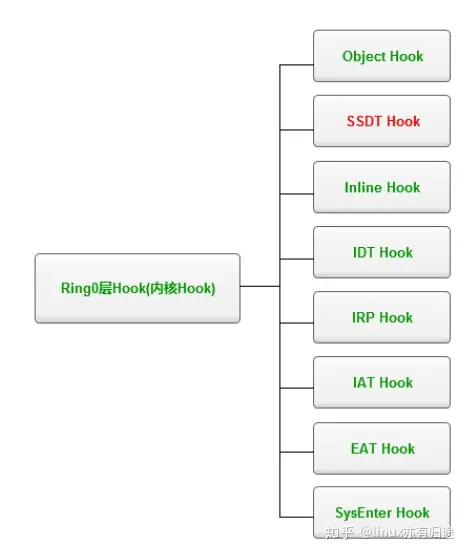 Object Hook
SSDT Hook
Inline Hook
IDT Hook
Ring0层Hook(内核Hook)
IRP Hook
IAT Hook
EAT Hook
SysEnter Hook
知乎 @linux亦有归途